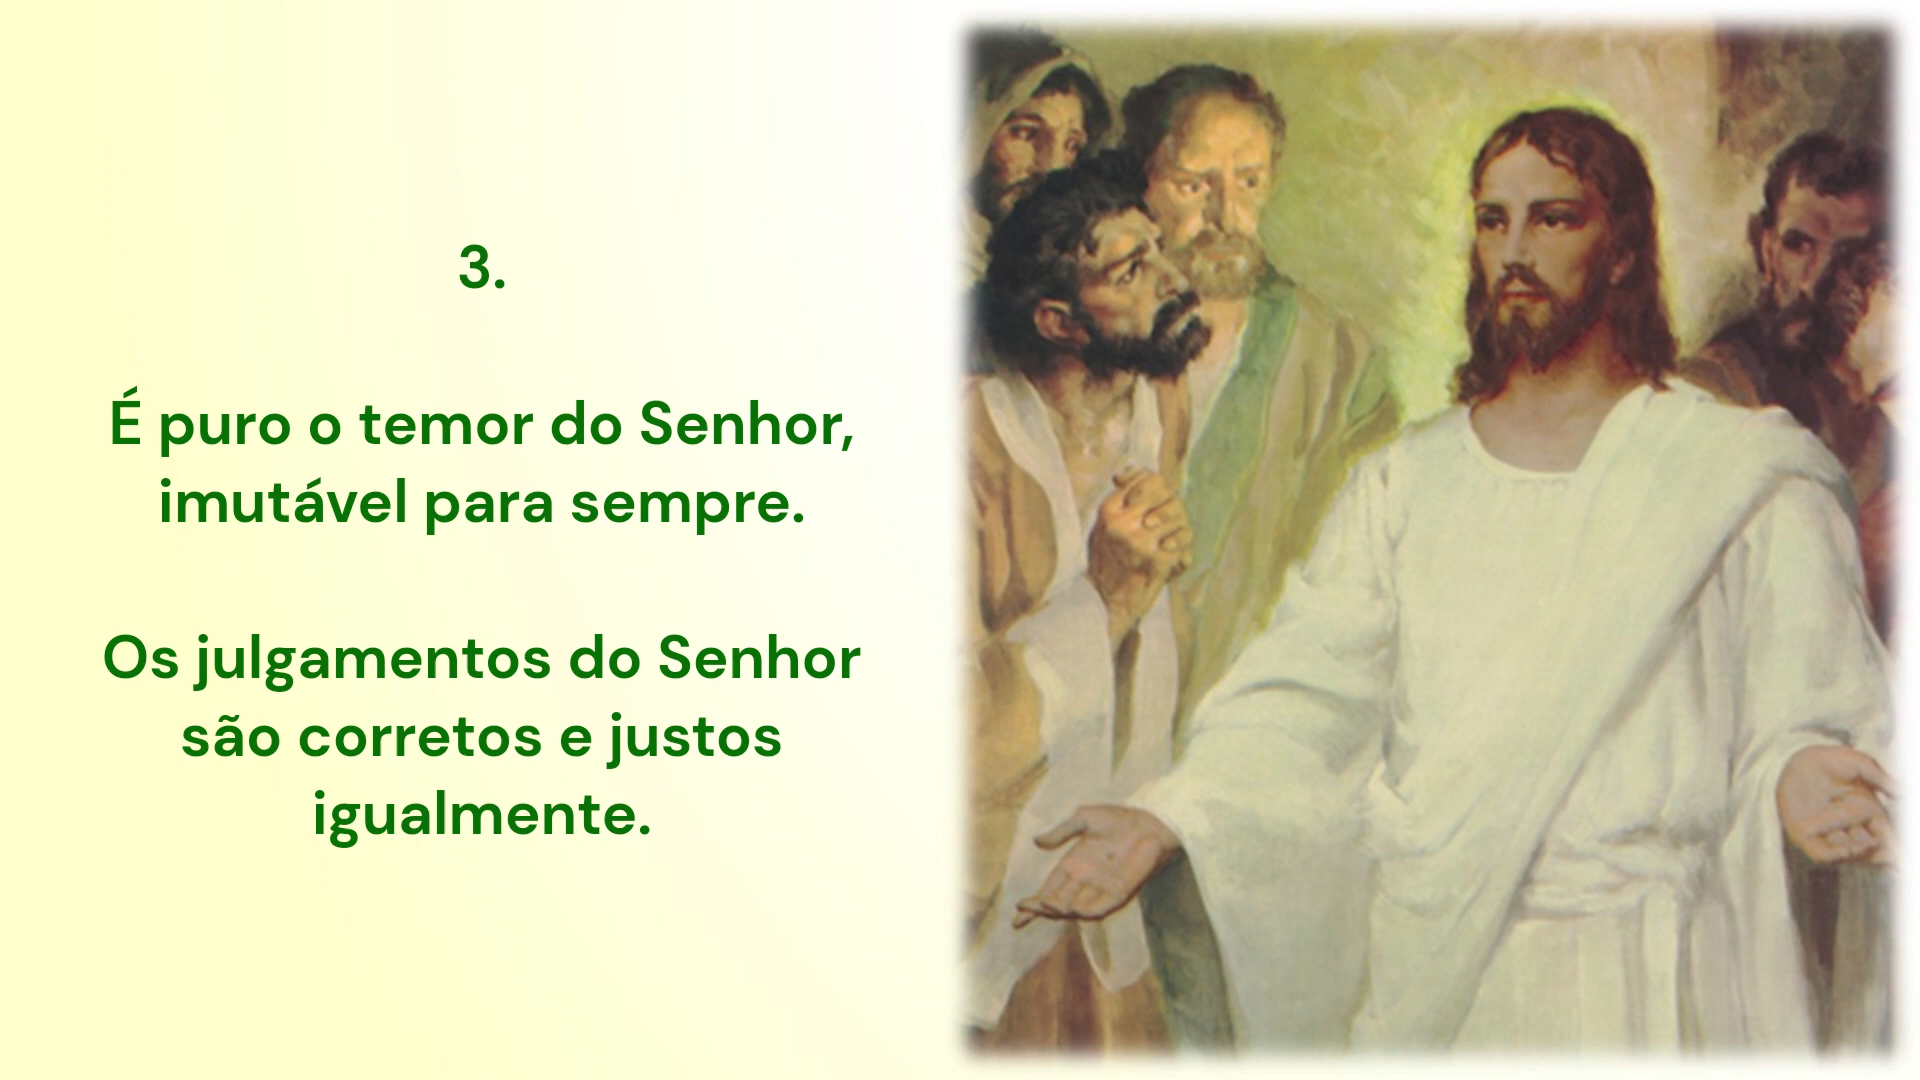 3.
É puro o temor do Senhor,
imutável para sempre.
Os julgamentos do Senhor
são corretos e justos
igualmente.